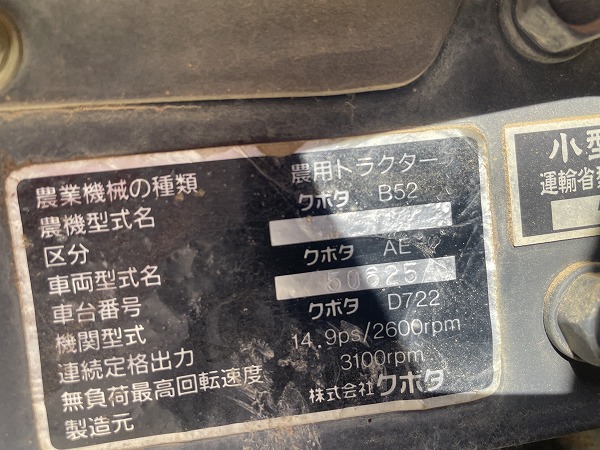 農業機械の種類 農用トラクター
農機型式名 クボタ B52
区分
車両型式名 クボタ AE-Y
車台番号 50625
機関型式 クボタ D722
連続定格出力 14.9ps/2600rpm
無負荷最高回転速度 3100rpm
製造元 株式会社クボタ
小型
運輸省型